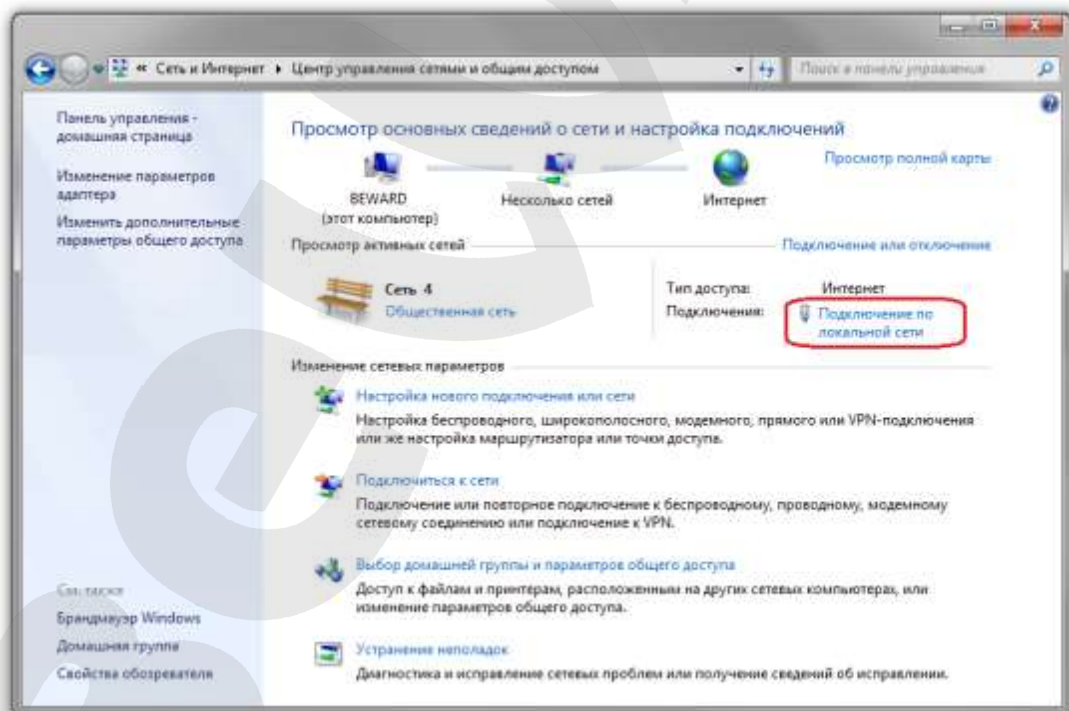 « Сеть и Интернет ▸ Центр управления сетями и общим доступом
Поиск в панели управления
Панель управления -
домашняя страница
Изменение параметров
адаптера
Изменить дополнительные
параметры общего доступа
Просмотр основных сведений о сети и настройка подключений
Просмотр полной карты
BEWARD
(этот компьютер)
Несколько сетей
Интернет
Просмотр активных сетей
Подключение или отключение
Сеть 4
Общественная сеть
Тип доступа: Интернет
Подключения: Подключение по
локальной сети
Изменение сетевых параметров
Настройка нового подключения или сети
Настройка беспроводного, широкополосного, модемного, прямого или VPN-подключения
или же настройка маршрутизатора или точки доступа.
Подключиться к сети
Подключение или повторное подключение к беспроводному, проводному, модемному
сетевому соединению или подключение к VPN.
Выбор домашней группы и параметров общего доступа
Доступ к файлам и принтерам, расположенным на других сетевых компьютерах, или
изменение параметров общего доступа.
Устранение неполадок
Диагностика и исправление сетевых проблем или получение сведений об исправлении.
См. также
Брандмауэр Windows
Домашняя группа
Свойства обозревателя